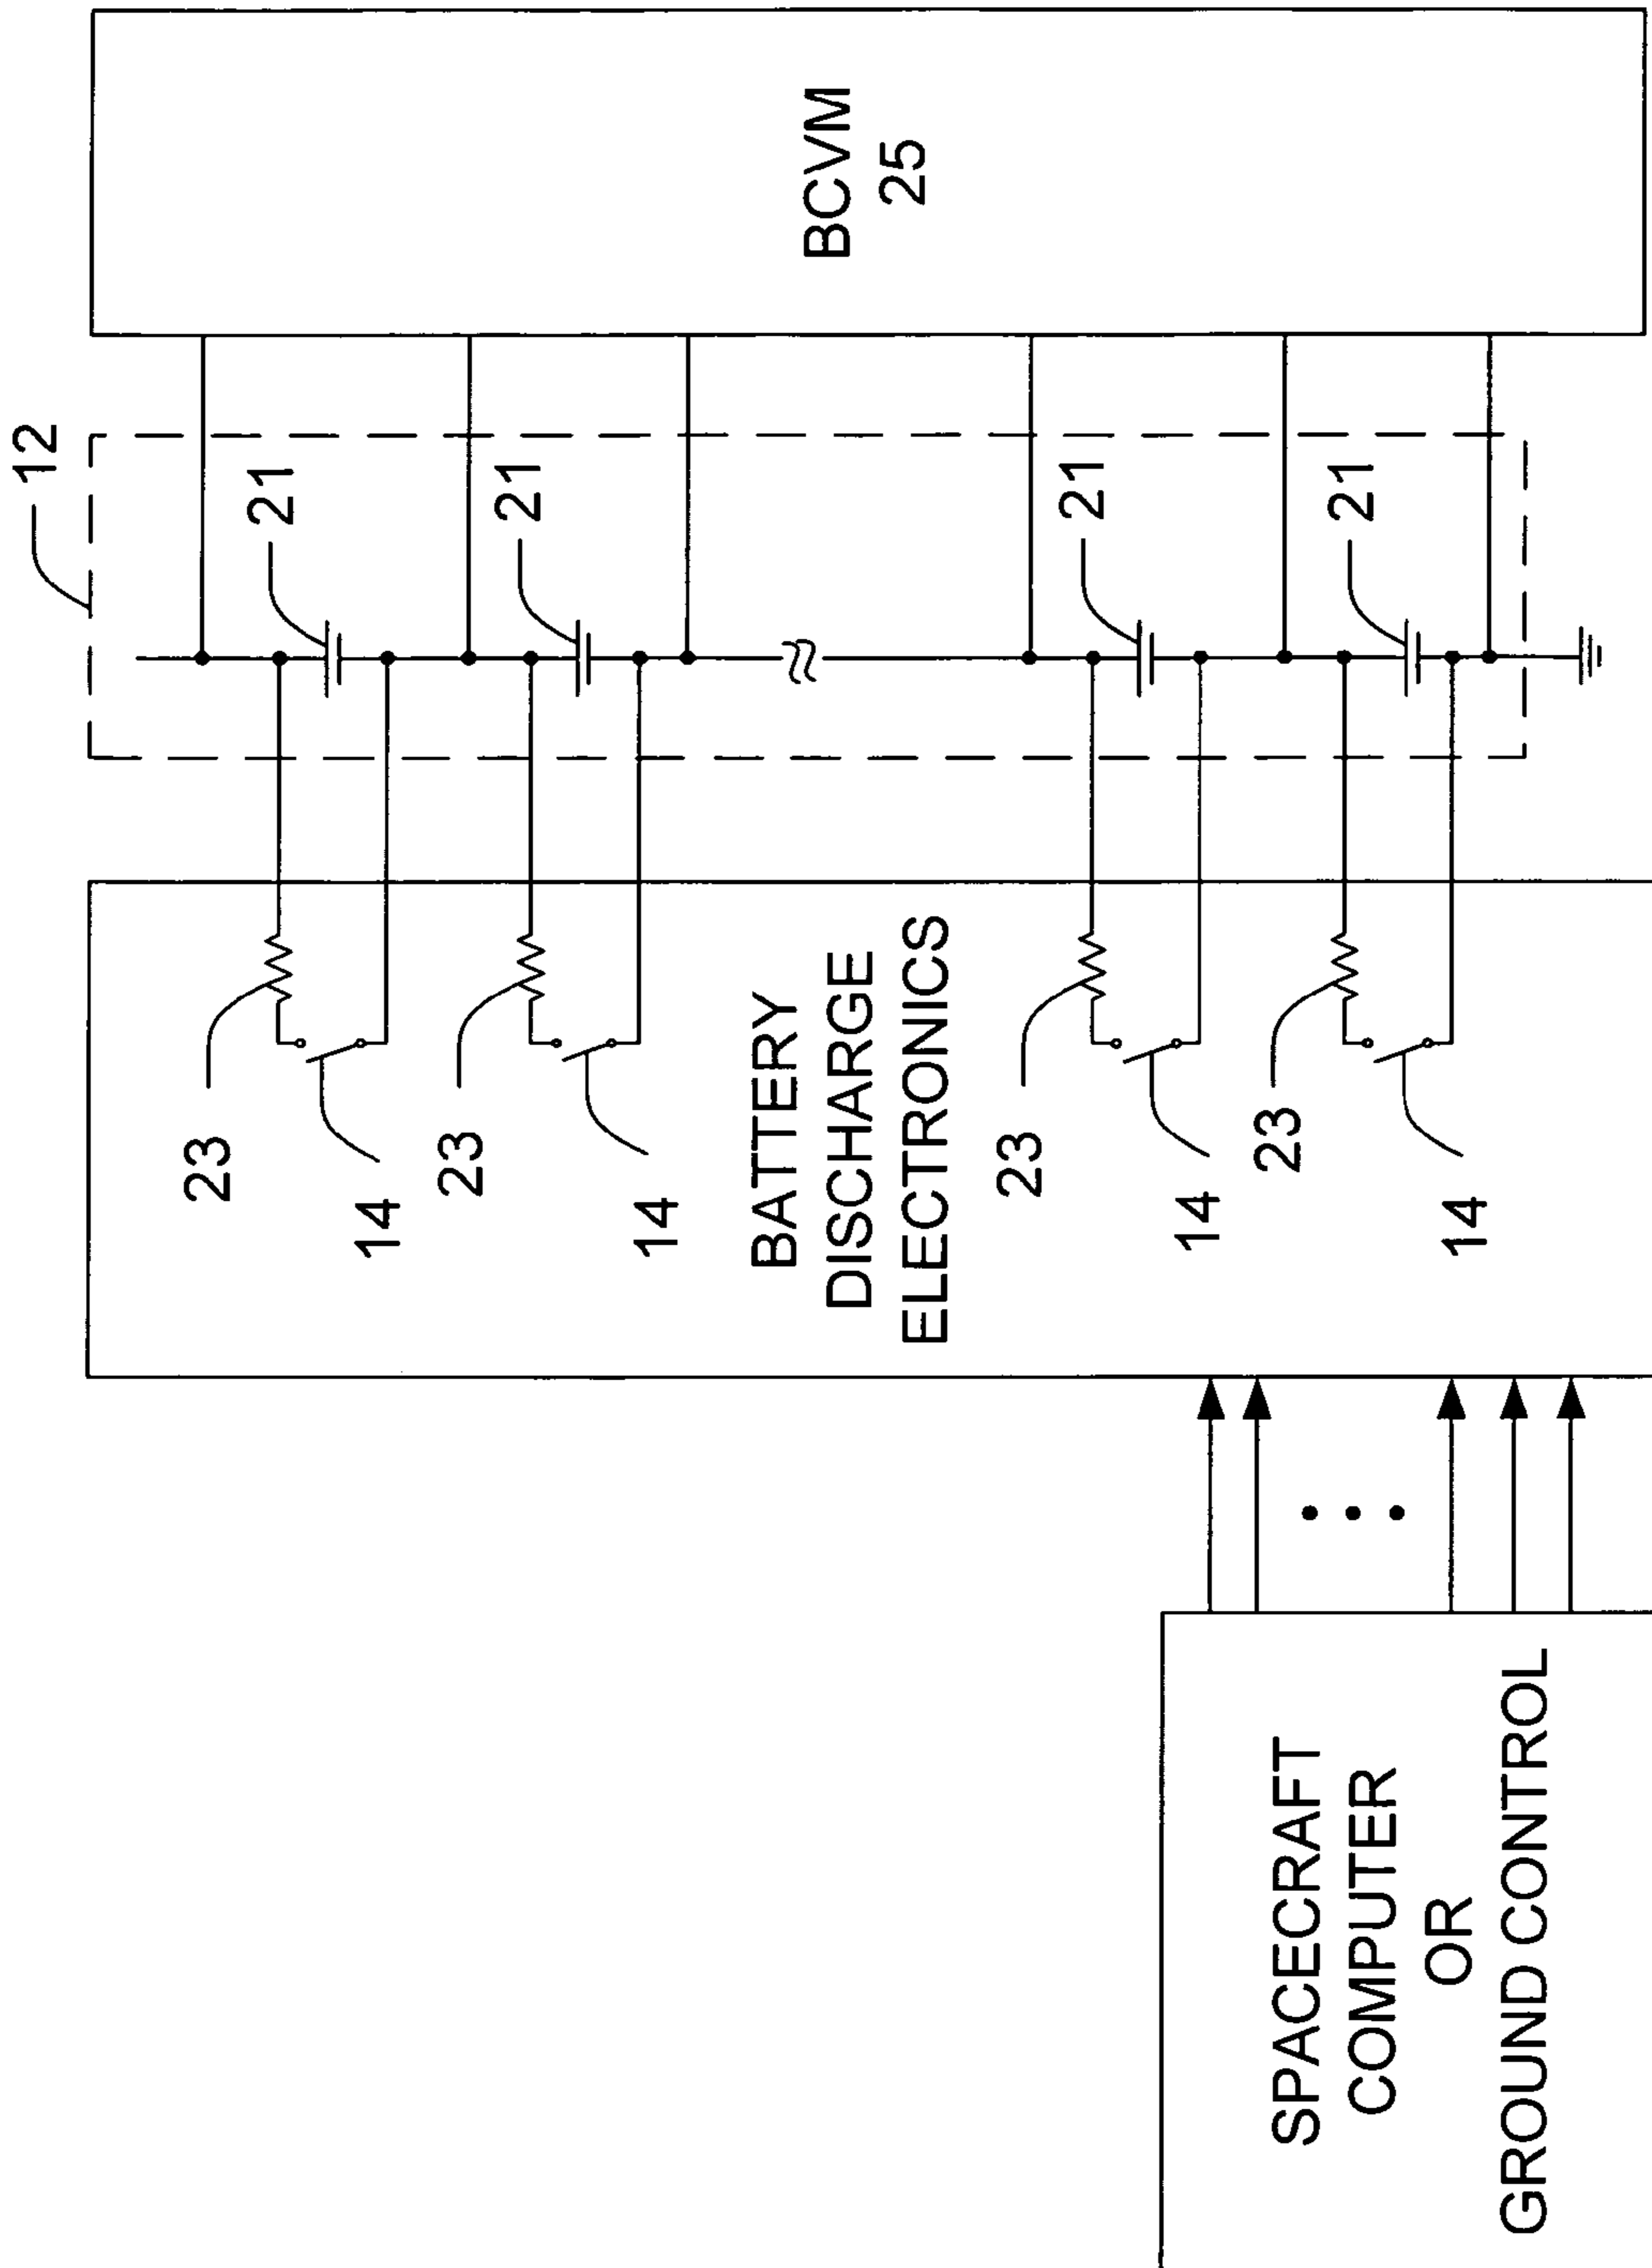 SPACECRAFT
COMPUTER
OR
GROUND CONTROL
BATTERY
DISCHARGE
ELECTRONICS
23
14
23
14
23
14
23
14
12
21
21
21
21
BCVM
25